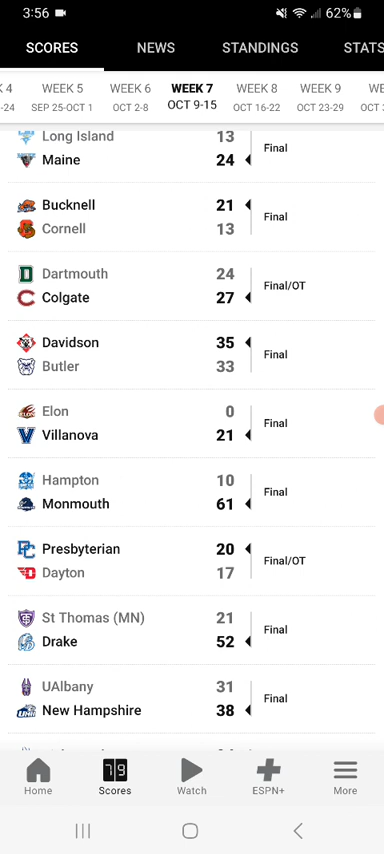 3:56
62%
SCORES NEWS STANDINGS STATS
K 4 WEEK 5 WEEK 6 WEEK 7 WEEK 8 WEEK 9 WE
-24 SEP 25-OCT 1 OCT 2-8 OCT 9-15 OCT 16-22 OCT 23-29 OCT
Long Island 13
Maine 24
Final
Bucknell 21
Cornell 13
Final
Dartmouth 24
Colgate 27
Final/OT
Davidson 35
Butler 33
Final
Elon 0
Villanova 21
Final
Hampton 10
Monmouth 61
Final
Presbyterian 20
Dayton 17
Final/OT
St Thomas (MN) 21
Drake 52
Final
UAlbany 31
New Hampshire 38
Final
Home Scores Watch ESPN+ More